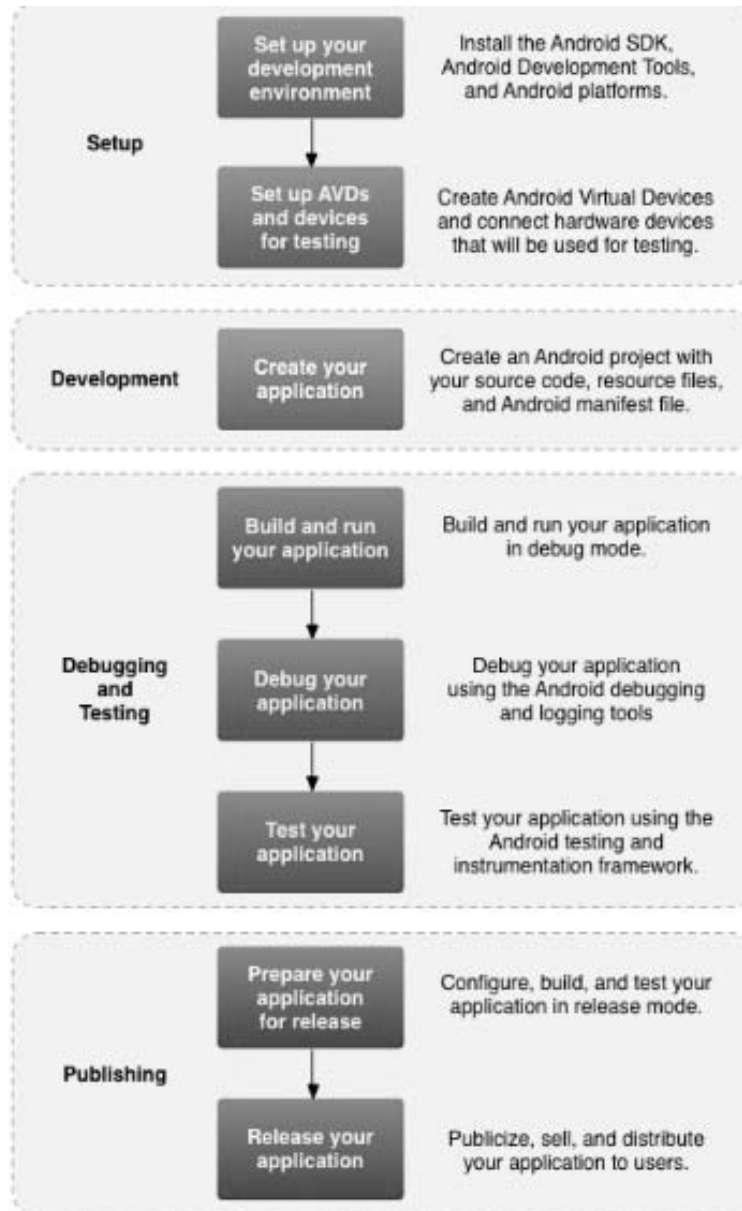 Set up your
development
environment
Install the Android SDK,
Android Development Tools,
and Android platforms.
Setup
Set up AVDs
and devices
for testing
Create Android Virtual Devices
and connect hardware devices
that will be used for testing.
Development
Create your
application
Create an Android project with
your source code, resource files,
and Android manifest file.
Build and run
your application
Build and run your application
in debug mode.
Debugging
and
Testing
Debug your
application
Debug your application
using the Android debugging
and logging tools
Test your
application
Test your application using the
Android testing and
instrumentation framework.
Prepare your
application
for release
Configure, build, and test your
application in release mode.
Publishing
Release your
application
Publicize, sell, and distribute
your application to users.